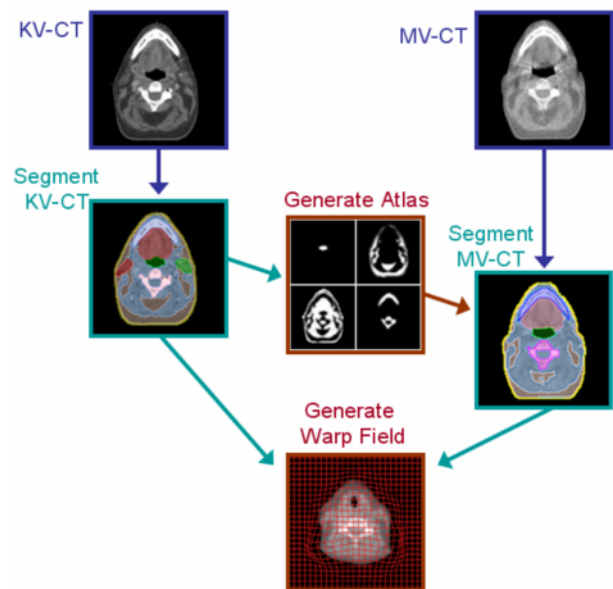 KV-CT
MV-CT
Segment
KV-CT
Generate Atlas
Segment
MV-CT
Generate
Warp Field